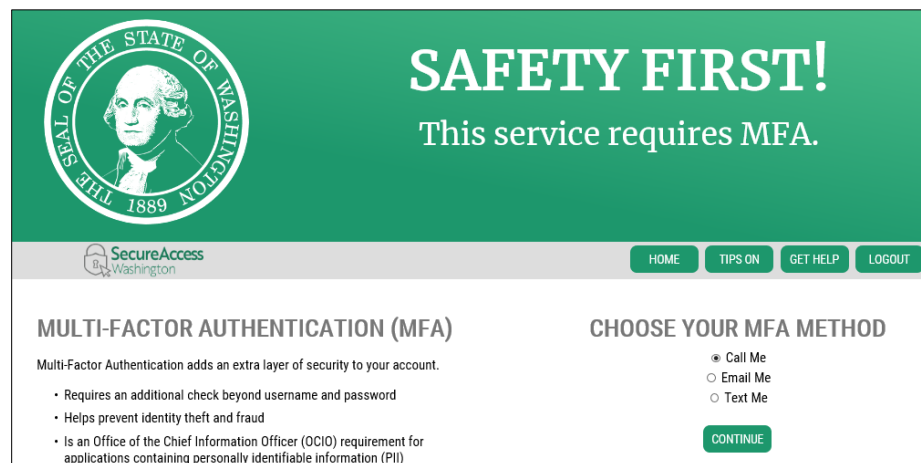 THE SEAL OF THE STATE OF WASHINGTON
1889
SAFETY FIRST!
This service requires MFA.
SecureAccess
Washington
HOME
TIPS ON
GET HELP
LOGOUT
MULTI-FACTOR AUTHENTICATION (MFA)
Multi-Factor Authentication adds an extra layer of security to your account.
• Requires an additional check beyond username and password
• Helps prevent identity theft and fraud
• Is an Office of the Chief Information Officer (OCIO) requirement for
applications containing personally identifiable information (PII)
CHOOSE YOUR MFA METHOD
Call Me
Email Me
Text Me
CONTINUE